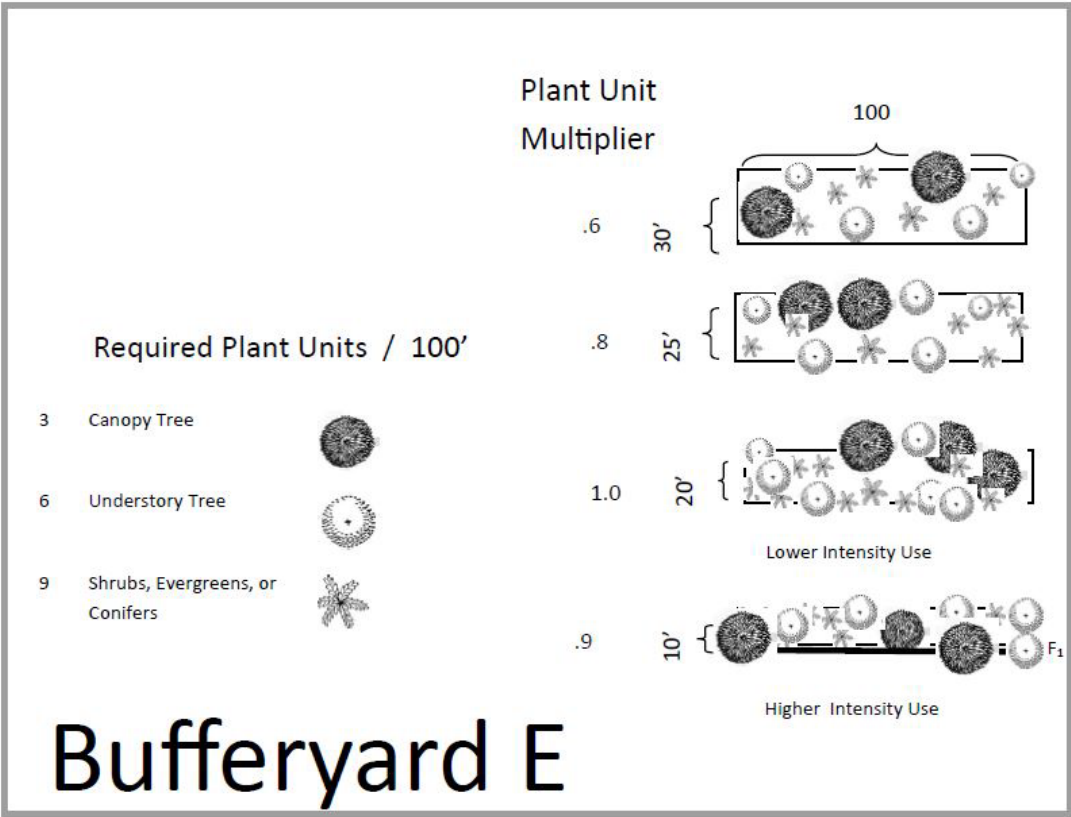 Plant Unit
Multiplier
100
.6
30’
.8
25’
Required Plant Units / 100’
3 Canopy Tree
6 Understory Tree
9 Shrubs, Evergreens, or
Conifers
1.0
20’
Lower Intensity Use
.9
10’
F₁
Higher Intensity Use
Bufferyard E